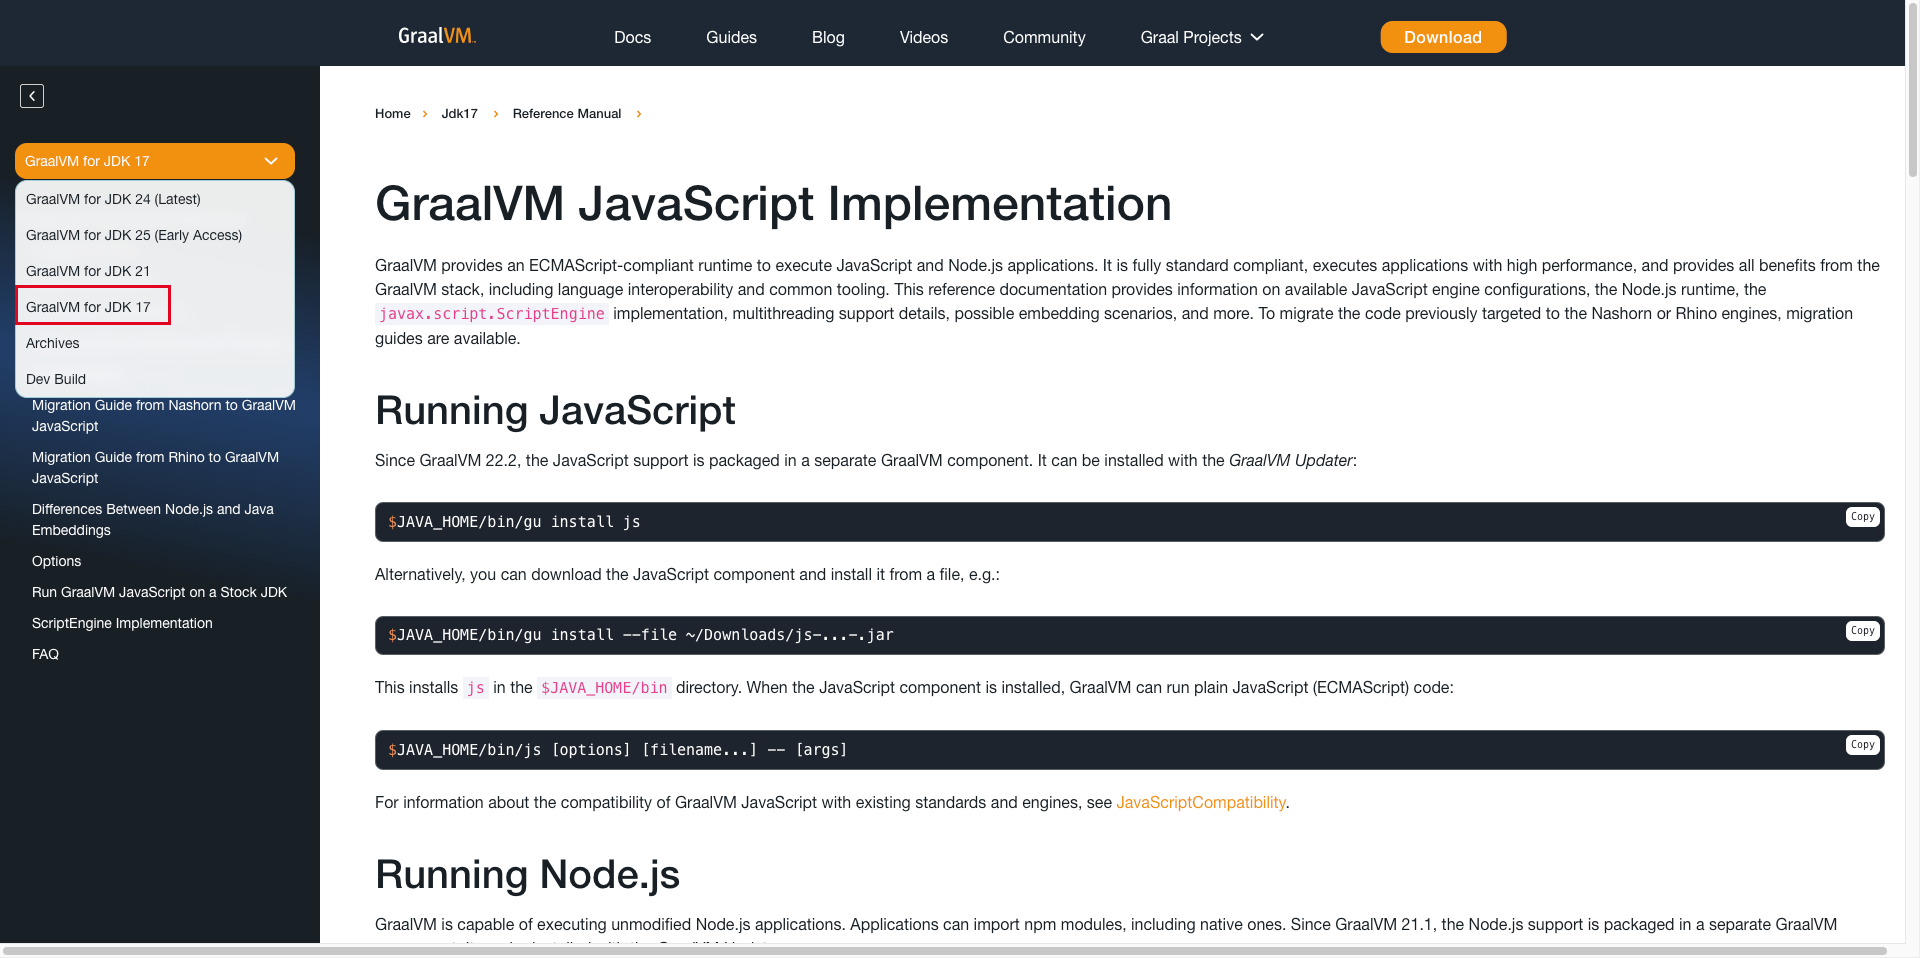 GraalVM
Docs
Guides
Blog
Videos
Community
Graal Projects
Download
GraalVM for JDK 17
GraalVM for JDK 24 (Latest)
GraalVM for JDK 25 (Early Access)
GraalVM for JDK 21
GraalVM for JDK 17
Archives
Dev Build
Migration Guide from Nashorn to GraalVM
JavaScript
Migration Guide from Rhino to GraalVM
JavaScript
Differences Between Node.js and Java
Embeddings
Options
Run GraalVM JavaScript on a Stock JDK
ScriptEngine Implementation
FAQ
Home > Jdk17 > Reference Manual >
GraalVM JavaScript Implementation
GraalVM provides an ECMAScript-compliant runtime to execute JavaScript and Node.js applications. It is fully standard compliant, executes applications with high performance, and provides all benefits from the
GraalVM stack, including language interoperability and common tooling. This reference documentation provides information on available JavaScript engine configurations, the Node.js runtime, the
javax.script.ScriptEngine implementation, multithreading support details, possible embedding scenarios, and more. To migrate the code previously targeted to the Nashorn or Rhino engines, migration
guides are available.
Running JavaScript
Since GraalVM 22.2, the JavaScript support is packaged in a separate GraalVM component. It can be installed with the GraalVM Updater:
$JAVA_HOME/bin/gu install js
Copy
Alternatively, you can download the JavaScript component and install it from a file, e.g.:
$JAVA_HOME/bin/gu install --file ~/Downloads/js-...-.jar
Copy
This installs js in the $JAVA_HOME/bin directory. When the JavaScript component is installed, GraalVM can run plain JavaScript (ECMAScript) code:
$JAVA_HOME/bin/js [options] [filename...] -- [args]
Copy
For information about the compatibility of GraalVM JavaScript with existing standards and engines, see JavaScriptCompatibility.
Running Node.js
GraalVM is capable of executing unmodified Node.js applications. Applications can import npm modules, including native ones. Since GraalVM 21.1, the Node.js support is packaged in a separate GraalVM